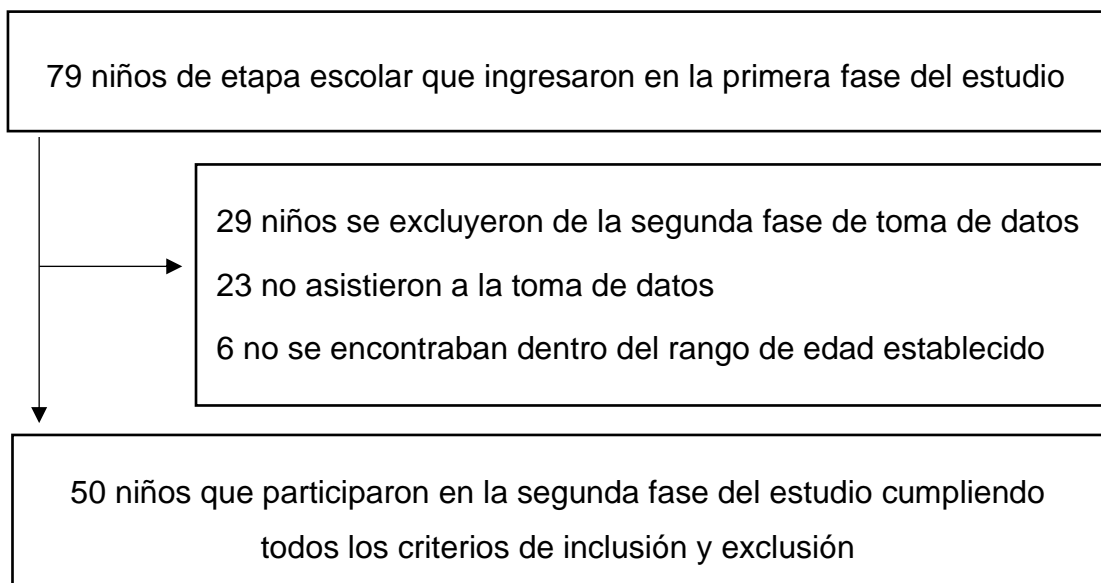 79 niños de etapa escolar que ingresaron en la primera fase del estudio
29 niños se excluyeron de la segunda fase de toma de datos
23 no asistieron a la toma de datos
6 no se encontraban dentro del rango de edad establecido
50 niños que participaron en la segunda fase del estudio cumpliendo
todos los criterios de inclusión y exclusión